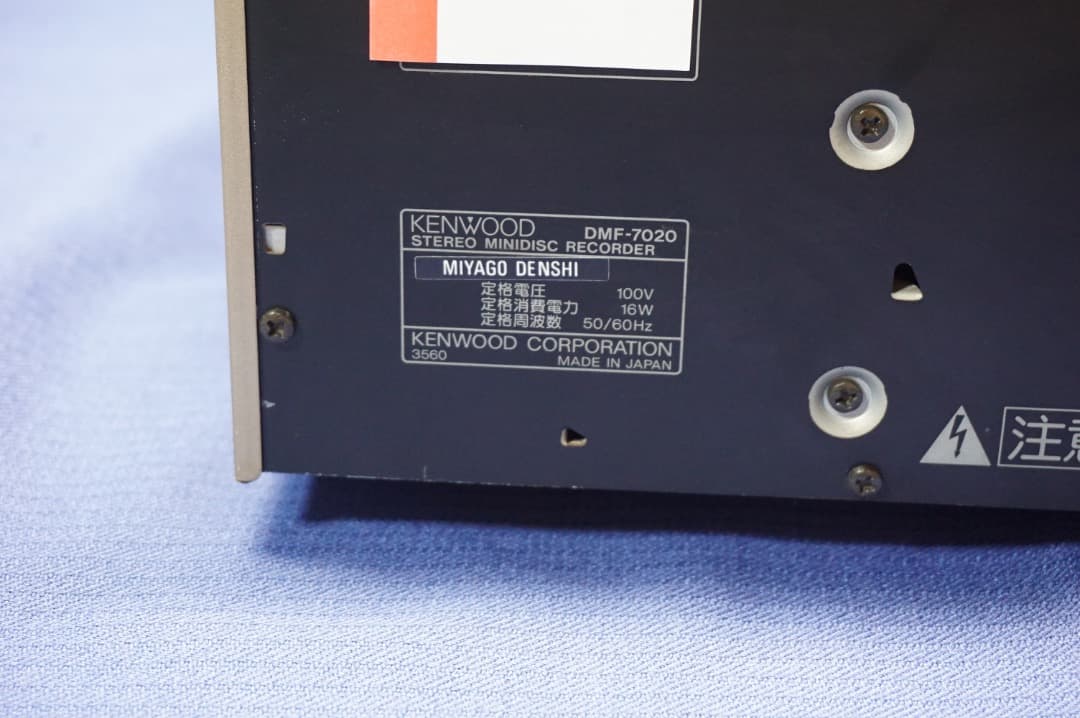 KENWOOD DMF-7020
STEREO MINIDISC RECORDER
MIYAGO DENSHI
定格電圧 100V
定格消費電力 16W
定格周波数 50/60Hz
KENWOOD CORPORATION
3560 MADE IN JAPAN
注意